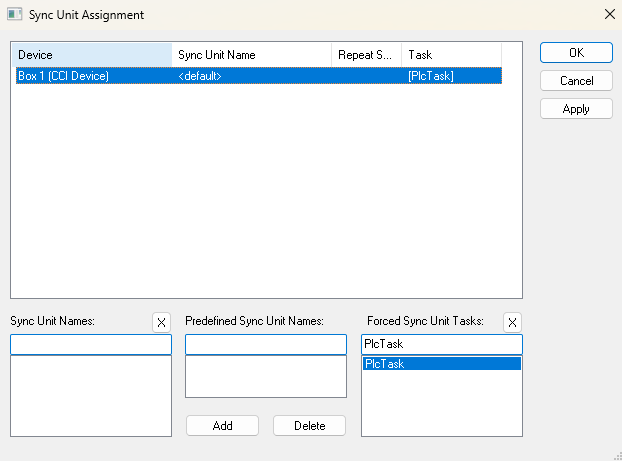 Sync Unit Assignment
Device Sync Unit Name Repeat S... Task
Box 1 (CCI Device) <default> [PlcTask]
OK
Cancel
Apply
Sync Unit Names: X Predefined Sync Unit Names: Forced Sync Unit Tasks: X
PlcTask
PlcTask
Add Delete